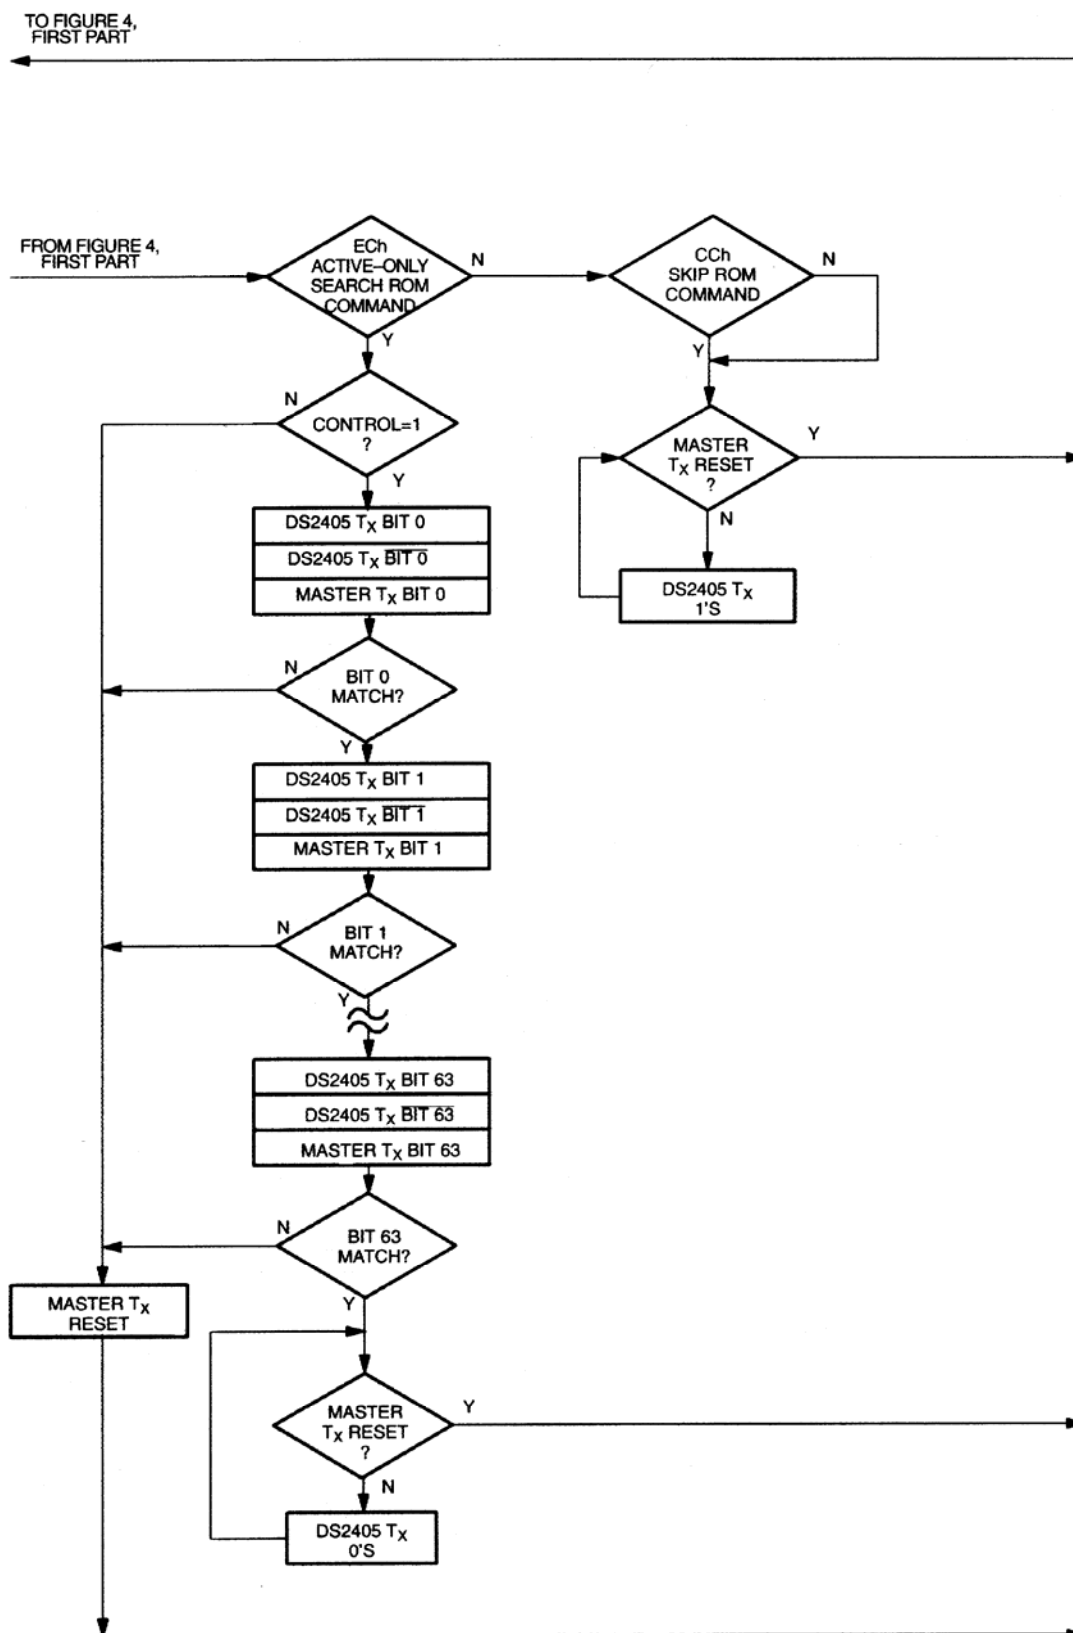 TO FIGURE 4,
FIRST PART
FROM FIGURE 4,
FIRST PART
ECh
ACTIVE–ONLY
SEARCH ROM
COMMAND
N
CCh
SKIP ROM
COMMAND
N
Y
Y
N
CONTROL=1
?
Y
MASTER
TX RESET
?
Y
N
DS2405 TX
1'S
DS2405 TX BIT 0
DS2405 TX B̅I̅T̅ ̅0̅
MASTER TX BIT 0
N
BIT 0
MATCH?
Y
DS2405 TX BIT 1
DS2405 TX B̅I̅T̅ ̅1̅
MASTER TX BIT 1
N
BIT 1
MATCH?
Y
DS2405 TX BIT 63
DS2405 TX B̅I̅T̅ ̅6̅3̅
MASTER TX BIT 63
N
BIT 63
MATCH?
Y
MASTER TX
RESET
MASTER
TX RESET
?
Y
N
DS2405 TX
0'S